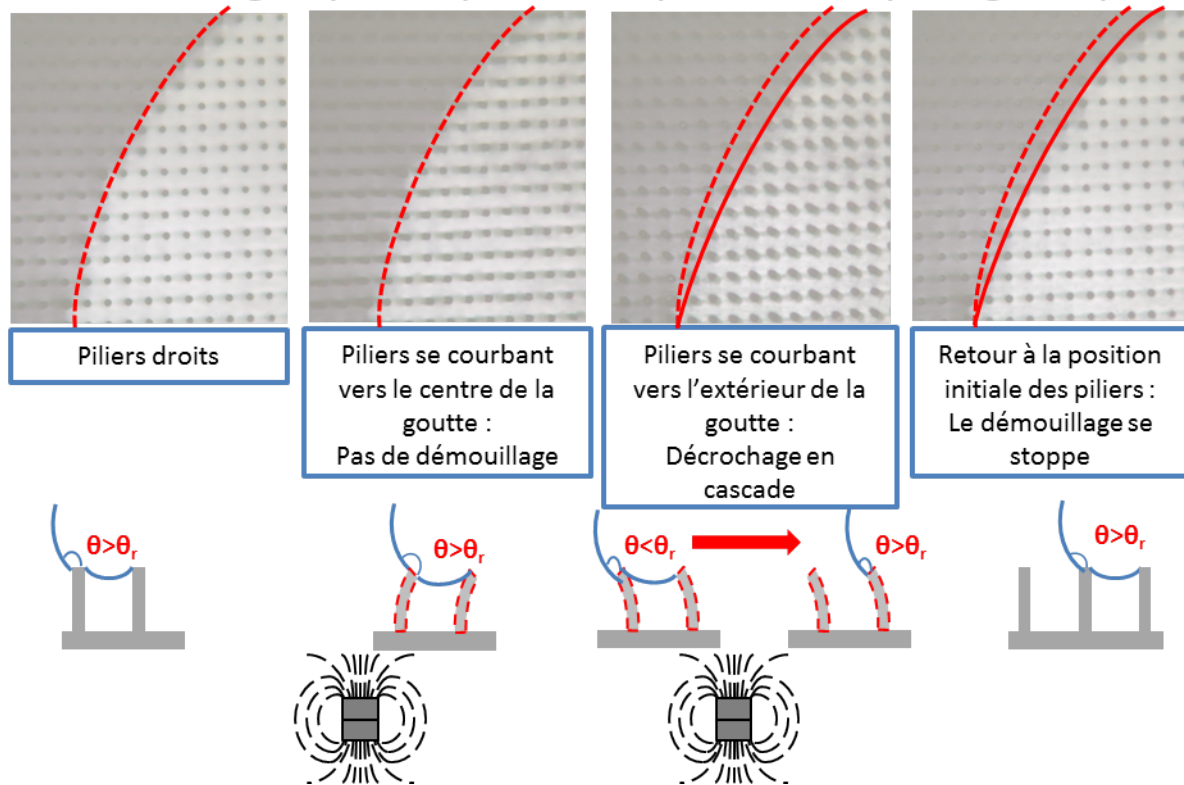 Piliers droits
Piliers se courbant
vers le centre de la
goutte :
Pas de démouillage
Piliers se courbant
vers l'extérieur de la
goutte :
Décrochage en
cascade
Retour à la position
initiale des piliers :
Le démouillage se
stoppe
θ>θr
θ>θr
θ<θr
θ>θr
θ>θr